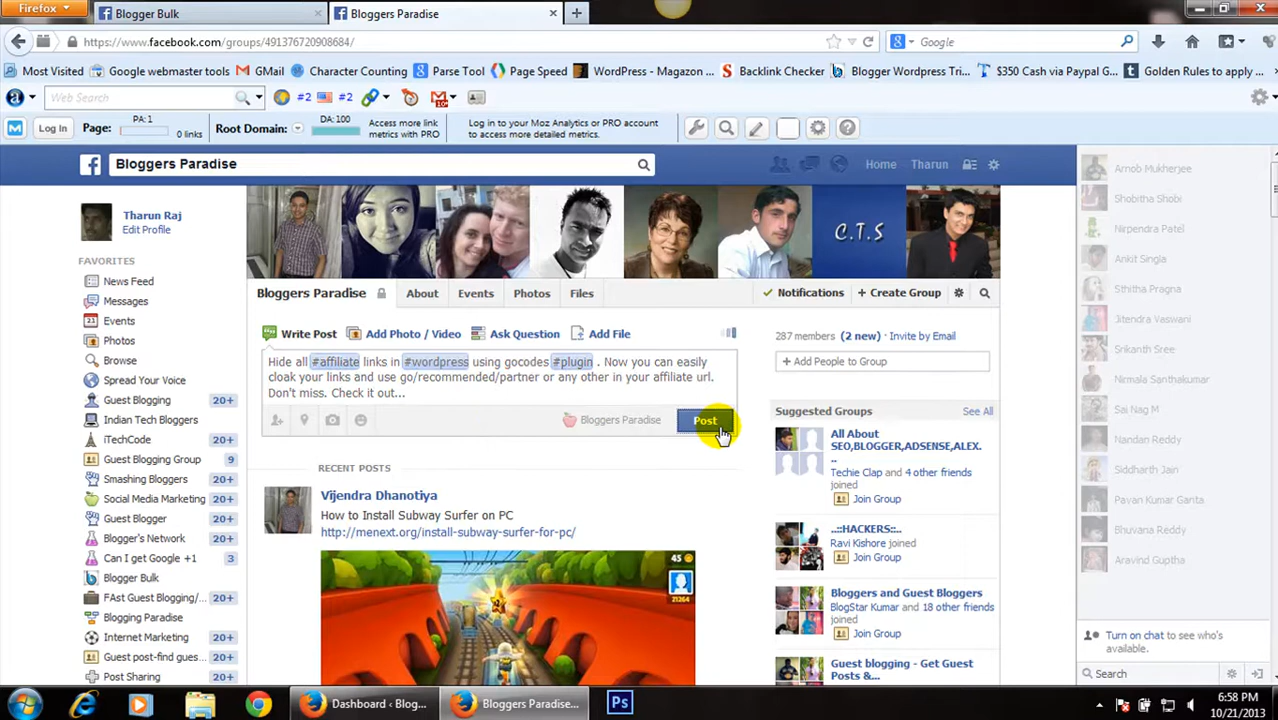 Firefox
Blogger Bulk
Bloggers Paradise
https://www.facebook.com/groups/491376720908684/
Google
Most Visited
Google webmaster tools
GMail
Character Counting
Parse Tool
Page Speed
WordPress - Magazon ...
Backlink Checker
Blogger Wordpress Tri...
$350 Cash via Paypal G...
Golden Rules to apply ...
Web Search
#2
#2
Log In
Page:
PA: 1
0 links
Root Domain:
DA: 100
Access more link metrics with PRO
Log in to your Moz Analytics or PRO account to access more detailed metrics.
Bloggers Paradise
Home
Tharun
Tharun Raj
Edit Profile
FAVORITES
News Feed
Messages
Events
Photos
Browse
Spread Your Voice
Guest Blogging 20+
Indian Tech Bloggers
iTechCode 20+
Guest Blogging Group 9
Smashing Bloggers 20+
Social Media Marketing 20+
Guest Blogger 20+
Blogger's Network 20+
Can I get Google +1 3
Blogger Bulk
FAst Guest Blogging/... 20+
Blogging Paradise
Internet Marketing 20+
Guest post-find gues... 20+
Post Sharing 20+
C.T.S
Bloggers Paradise
About
Events
Photos
Files
Notifications
+ Create Group
Write Post
Add Photo / Video
Ask Question
Add File
Hide all #affiliate links in #wordpress using gocodes #plugin . Now you can easily
cloak your links and use go/recommended/partner or any other in your affiliate url.
Don't miss. Check it out...
Bloggers Paradise
Post
RECENT POSTS
Vijendra Dhanotiya
How to Install Subway Surfer on PC
http://menext.org/install-subway-surfer-for-pc/
45
21264
287 members (2 new) · Invite by Email
+ Add People to Group
Suggested Groups
See All
All About
SEO,BLOGGER,ADSENSE,ALEX.
..
Techie Clap and 4 other friends
joined
Join Group
..::HACKERS::..
Ravi Kishore joined
Join Group
Bloggers and Guest Bloggers
BlogStar Kumar and 18 other friends
joined
Join Group
Guest blogging - Get Guest
Posts &...
Arnob Mukherjee
Shobitha Shobi
Nirpendra Patel
Ankit Singla
Sthitha Pragna
Jitendra Vaswani
Srikanth Sree
Nirmala Santhakumar
Sai Nag M
Nandan Reddy
Siddharth Jain
Pavan Kumar Garita
Bhuvana Reddy
Aravind Guptha
Turon on chat to see who's
available.
Search
Dashboard ‹ Blog...
Bloggers Paradise...
Ps
6:58 PM
10/21/2013